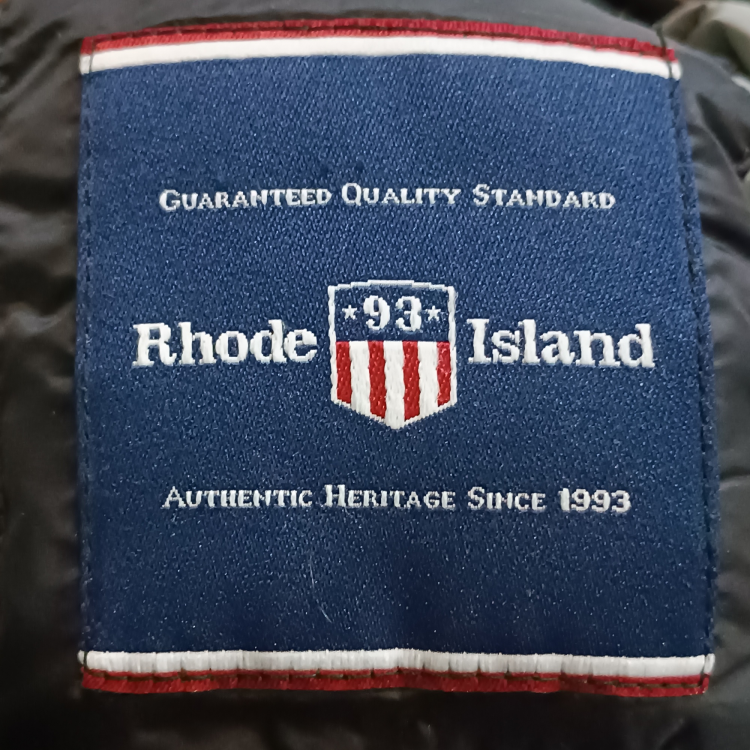 Guaranteed Quality Standard
93
Rhode Island
Authentic Heritage Since 1993